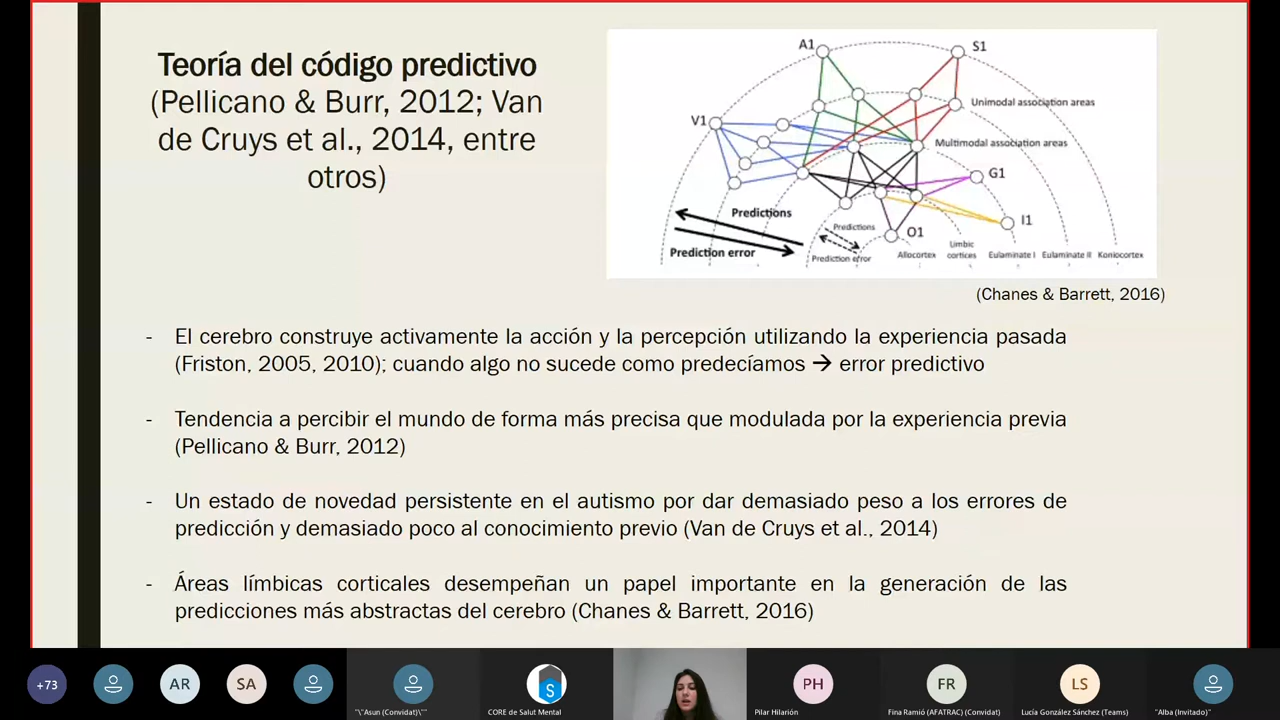 Teoría del código predictivo
(Pellicano & Burr, 2012; Van
de Cruys et al., 2014, entre
otros)
A1
S1
Unimodal association areas
V1
Multimodal association areas
G1
Predictions
I1
Predictions
O1
Prediction error
Prediction error
Allocortex
Limbic
cortices
Eulaminate I
Eulaminate II
Koniocortex
(Chanes & Barrett, 2016)
- El cerebro construye activamente la acción y la percepción utilizando la experiencia pasada
(Friston, 2005, 2010); cuando algo no sucede como predecíamos → error predictivo
- Tendencia a percibir el mundo de forma más precisa que modulada por la experiencia previa
(Pellicano & Burr, 2012)
- Un estado de novedad persistente en el autismo por dar demasiado peso a los errores de
predicción y demasiado poco al conocimiento previo (Van de Cruys et al., 2014)
- Áreas límbicas corticales desempeñan un papel importante en la generación de las
predicciones más abstractas del cerebro (Chanes & Barrett, 2016)
+73
AR
SA
"\"Asun (Convidat)\""
S
CORE de Salut Mental
PH
Pilar Hilarión
FR
Fina Ramió (AFATRAC) (Convidat)
LS
Lucía González Sánchez (Teams)
"Alba (Invitado)"